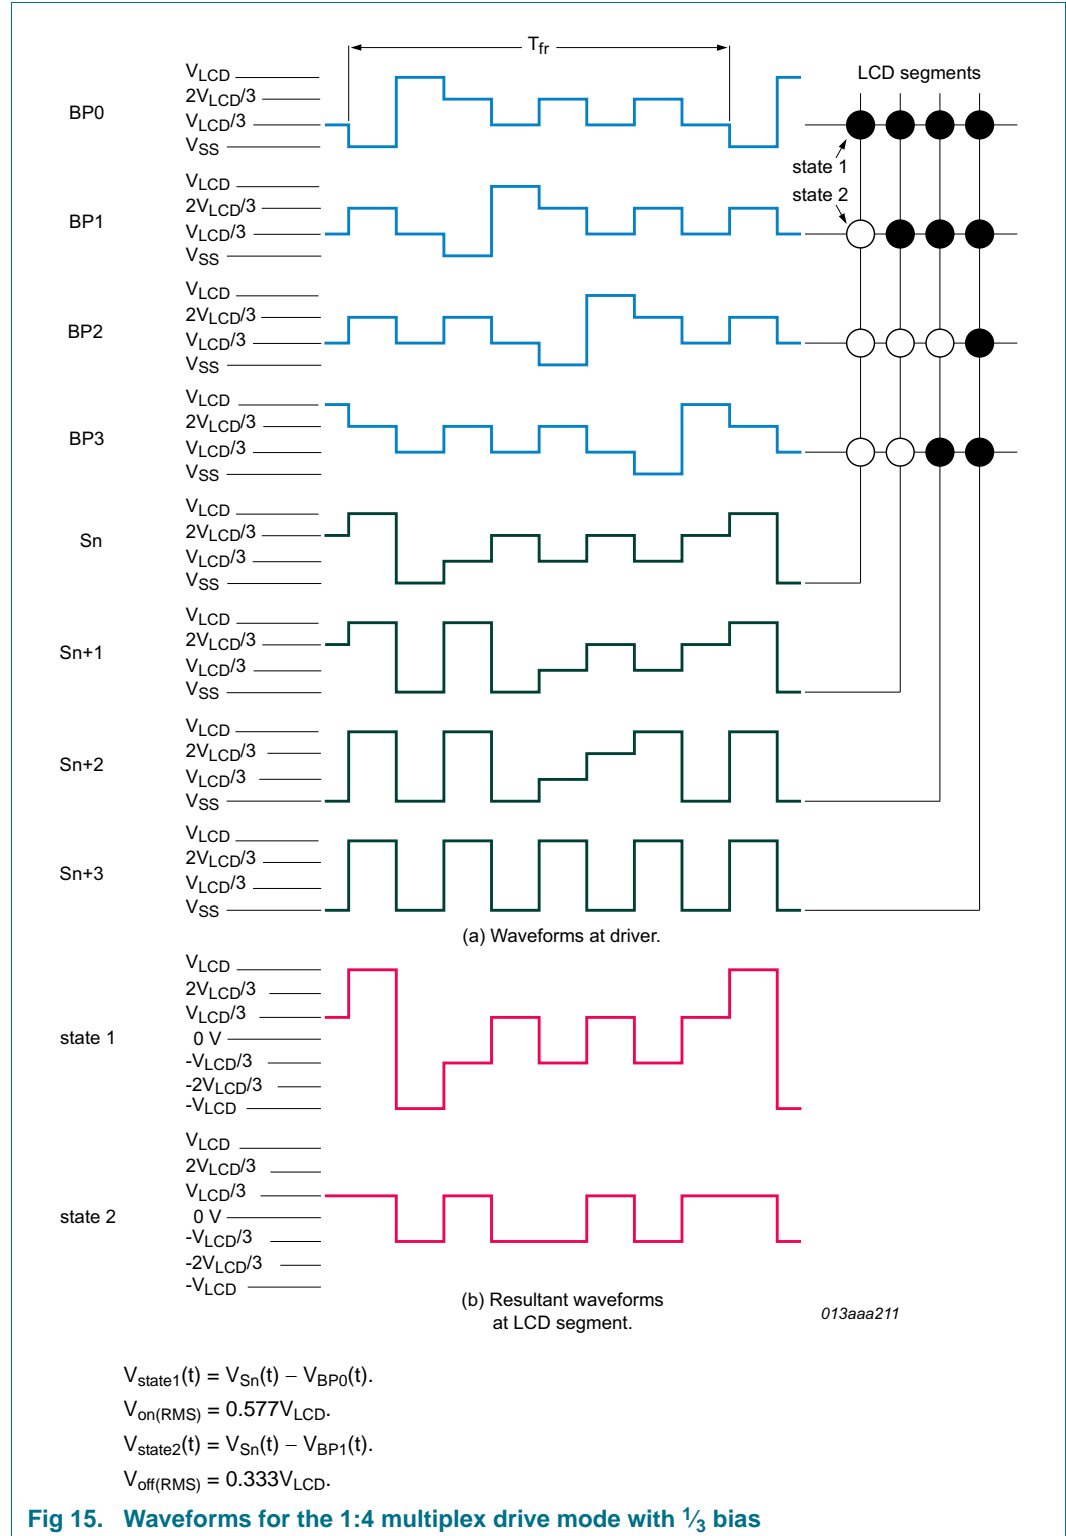 Tfr
VLCD
2VLCD/3
BP0
VLCD/3
VSS
LCD segments
state 1
state 2
VLCD
2VLCD/3
BP1
VLCD/3
VSS
VLCD
2VLCD/3
BP2
VLCD/3
VSS
VLCD
2VLCD/3
BP3
VLCD/3
VSS
VLCD
2VLCD/3
Sn
VLCD/3
VSS
VLCD
2VLCD/3
Sn+1
VLCD/3
VSS
VLCD
2VLCD/3
Sn+2
VLCD/3
VSS
VLCD
2VLCD/3
Sn+3
VLCD/3
VSS
(a) Waveforms at driver.
VLCD
2VLCD/3
VLCD/3
state 1
0 V
-VLCD/3
-2VLCD/3
-VLCD
VLCD
2VLCD/3
VLCD/3
state 2
0 V
-VLCD/3
-2VLCD/3
-VLCD
(b) Resultant waveforms
at LCD segment.
013aaa211
Vstate1(t) = VSn(t) − VBP0(t).
Von(RMS) = 0.577VLCD.
Vstate2(t) = VSn(t) − VBP1(t).
Voff(RMS) = 0.333VLCD.
Fig 15. Waveforms for the 1:4 multiplex drive mode with 1⁄3 bias